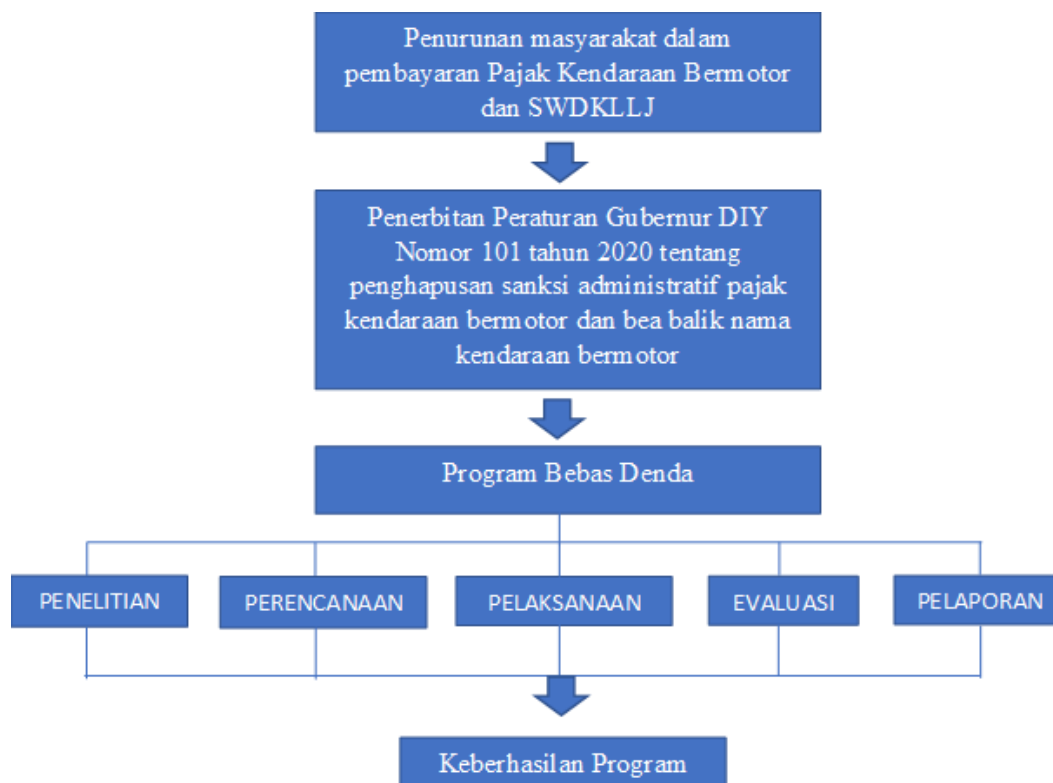 Penurunan masyarakat dalam
pembayaran Pajak Kendaraan Bermotor
dan SWDKLLJ
Penerbitan Peraturan Gubernur DIY
Nomor 101 tahun 2020 tentang
penghapusan sanksi administratif pajak
kendaraan bermotor dan bea balik nama
kendaraan bermotor
Program Bebas Denda
PENELITIAN
PERENCANAAN
PELAKSANAAN
EVALUASI
PELAPORAN
Keberhasilan Program